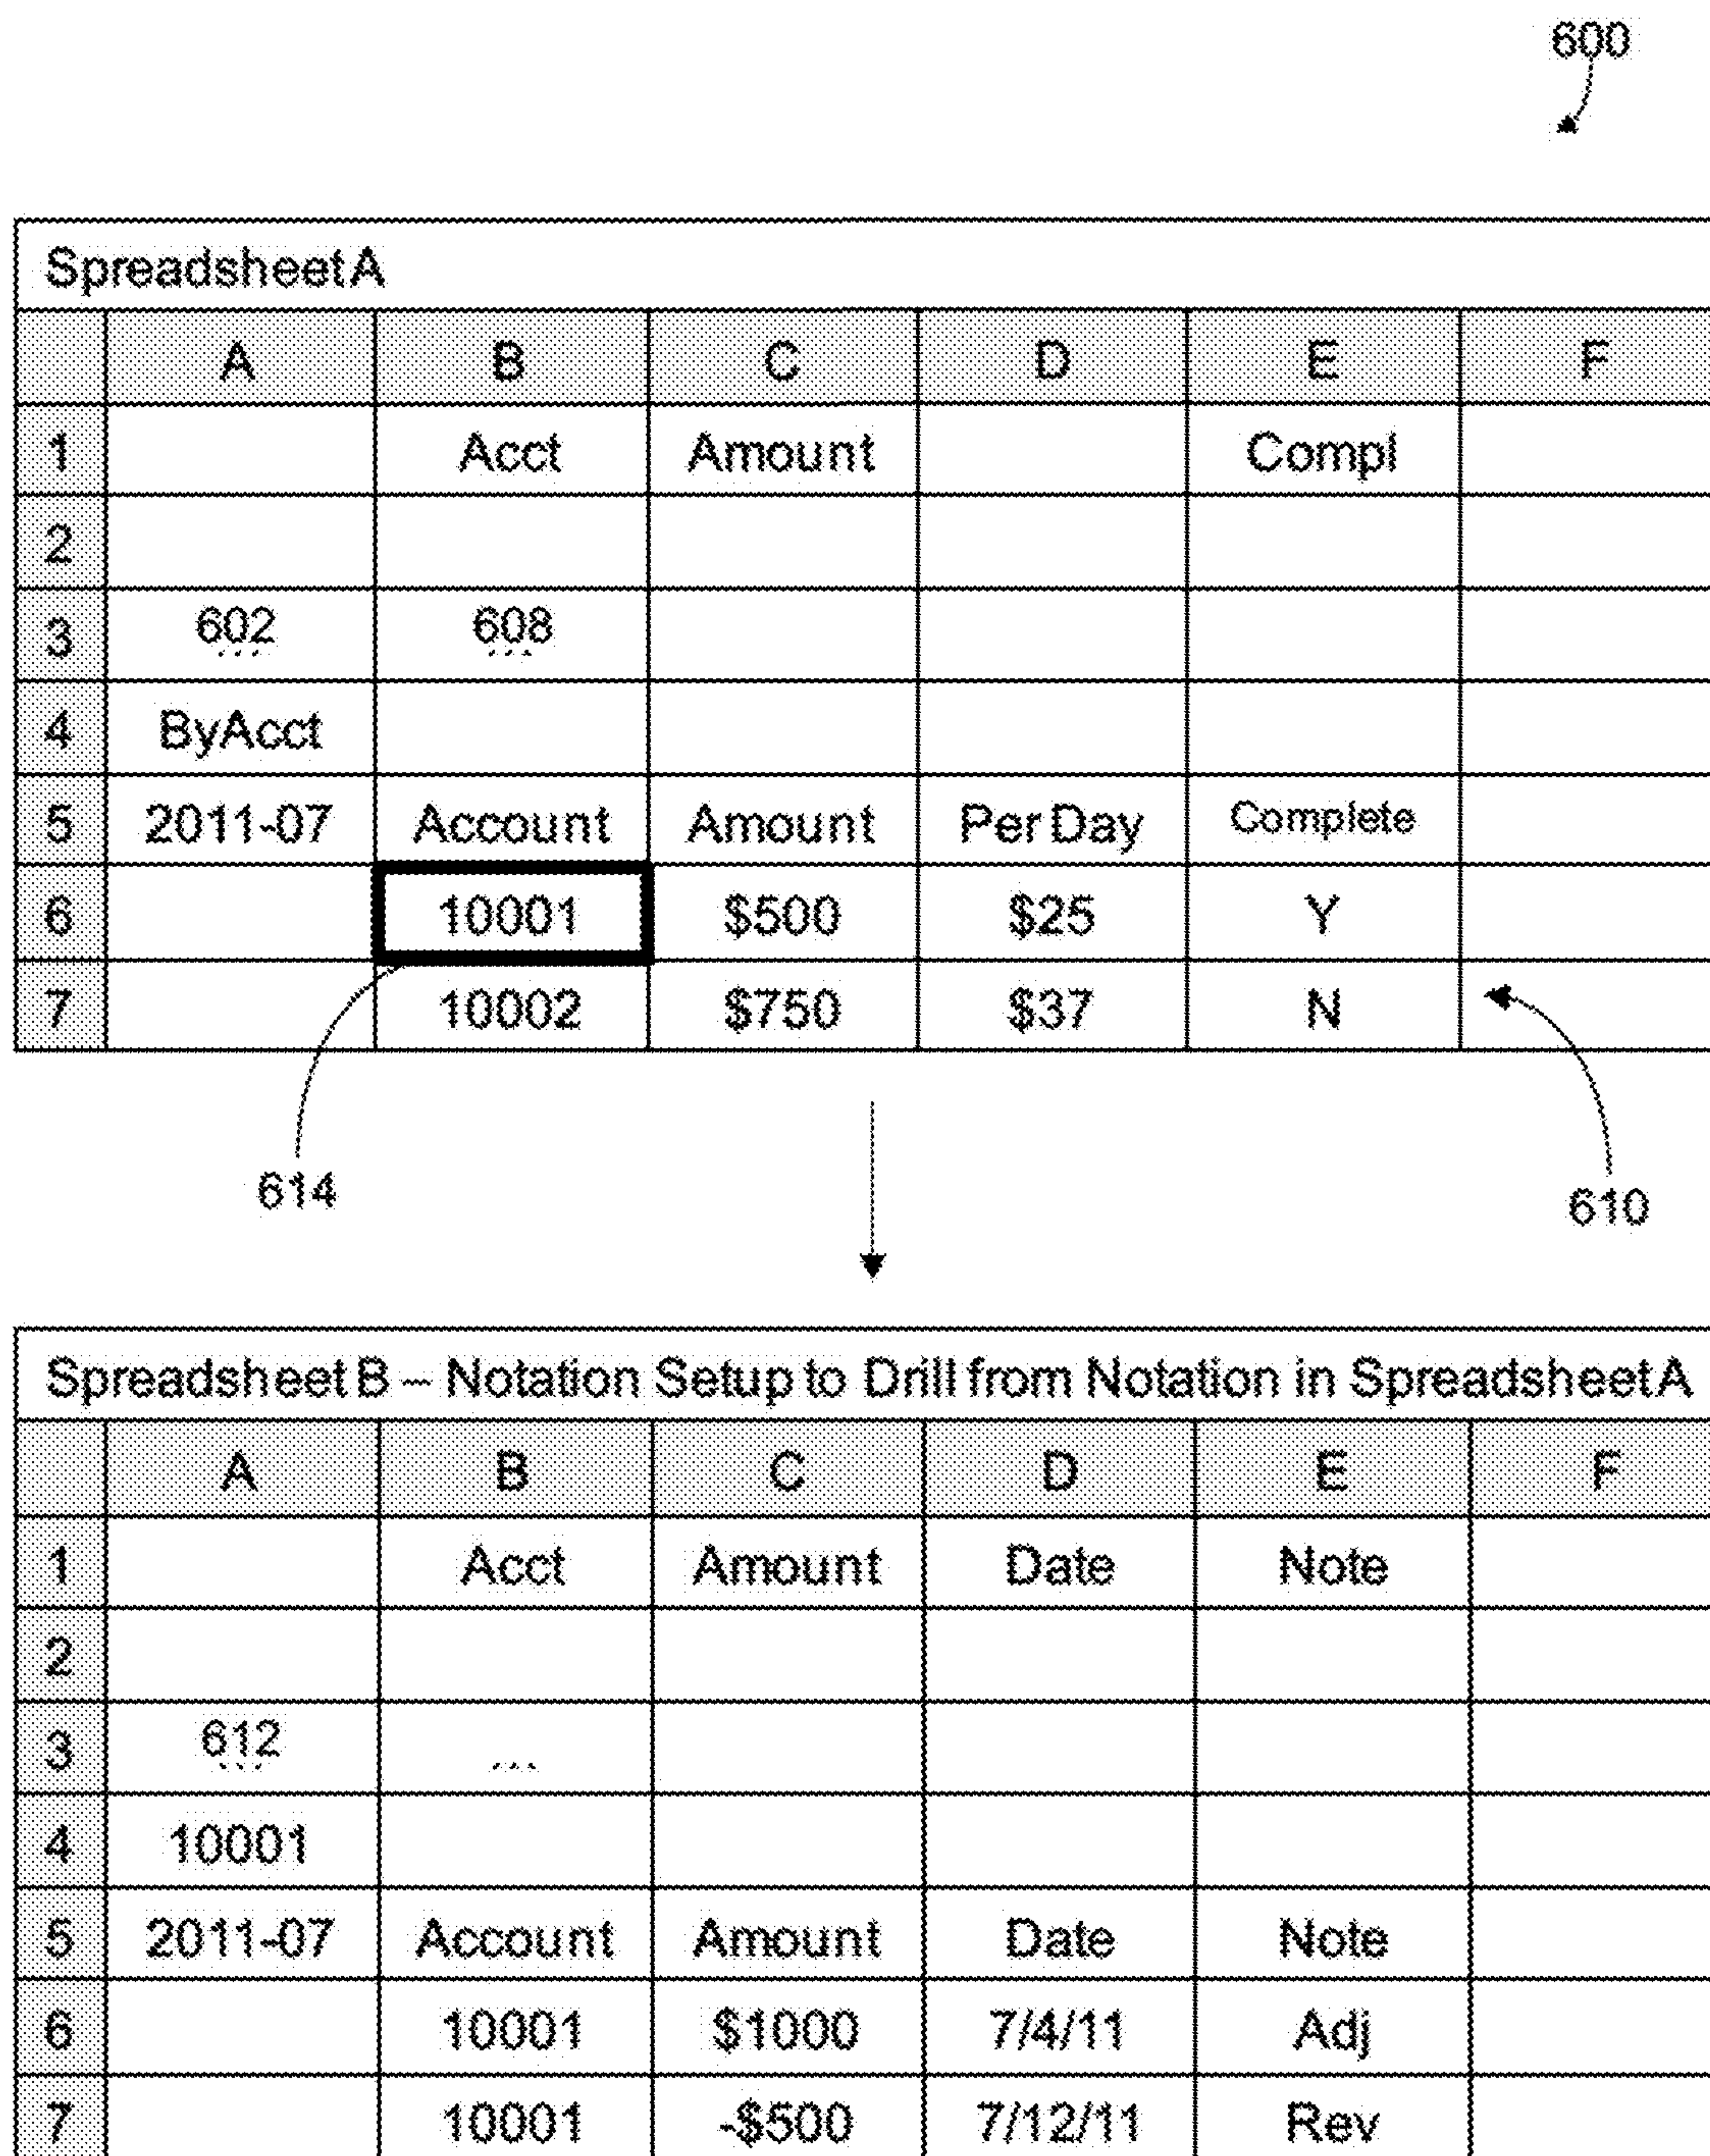 600
Spreadsheet A
A B C D E F
1 Acct Amount Compl
2
3 602 ... 608 ...
4 ByAcct
5 2011-07 Account Amount Per Day Complete
6 10001 $500 $25 Y
7 10002 $750 $37 N
614
610
Spreadsheet B – Notation Setup to Drill from Notation in Spreadsheet A
A B C D E F
1 Acct Amount Date Note
2
3 612 ... ...
4 10001
5 2011-07 Account Amount Date Note
6 10001 $1000 7/4/11 Adj
7 10001 -$500 7/12/11 Rev